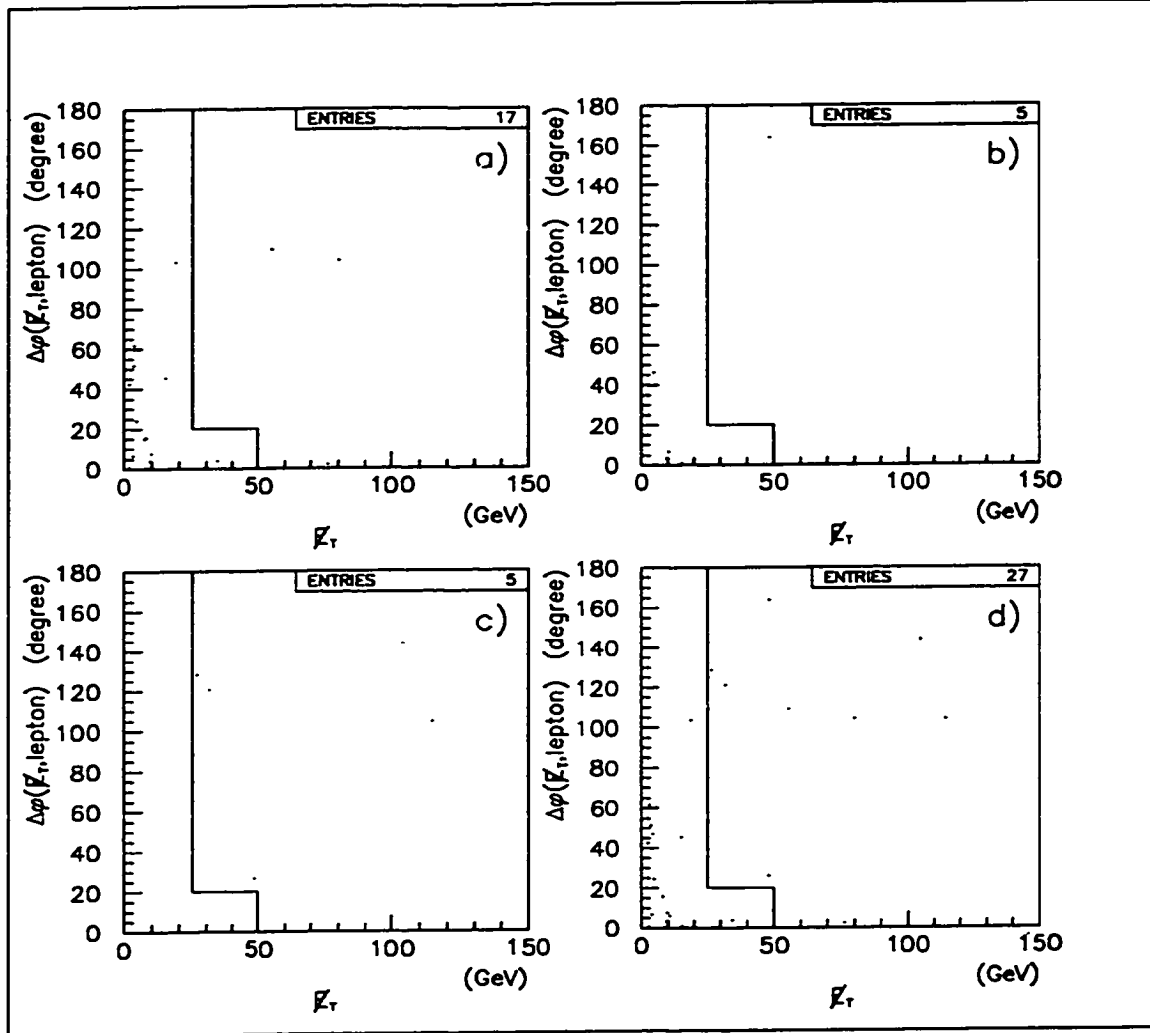 ENTRIES 17
a)
180
160
140
120
100
80
60
40
20
0
Δφ(E̸T,lepton) (degree)
0 50 100 150
(GeV)
E̸T
ENTRIES 5
b)
180
160
140
120
100
80
60
40
20
0
Δφ(E̸T,lepton) (degree)
0 50 100 150
(GeV)
E̸T
ENTRIES 5
c)
180
160
140
120
100
80
60
40
20
0
Δφ(E̸T,lepton) (degree)
0 50 100 150
(GeV)
E̸T
ENTRIES 27
d)
180
160
140
120
100
80
60
40
20
0
Δφ(E̸T,lepton) (degree)
0 50 100 150
(GeV)
E̸T